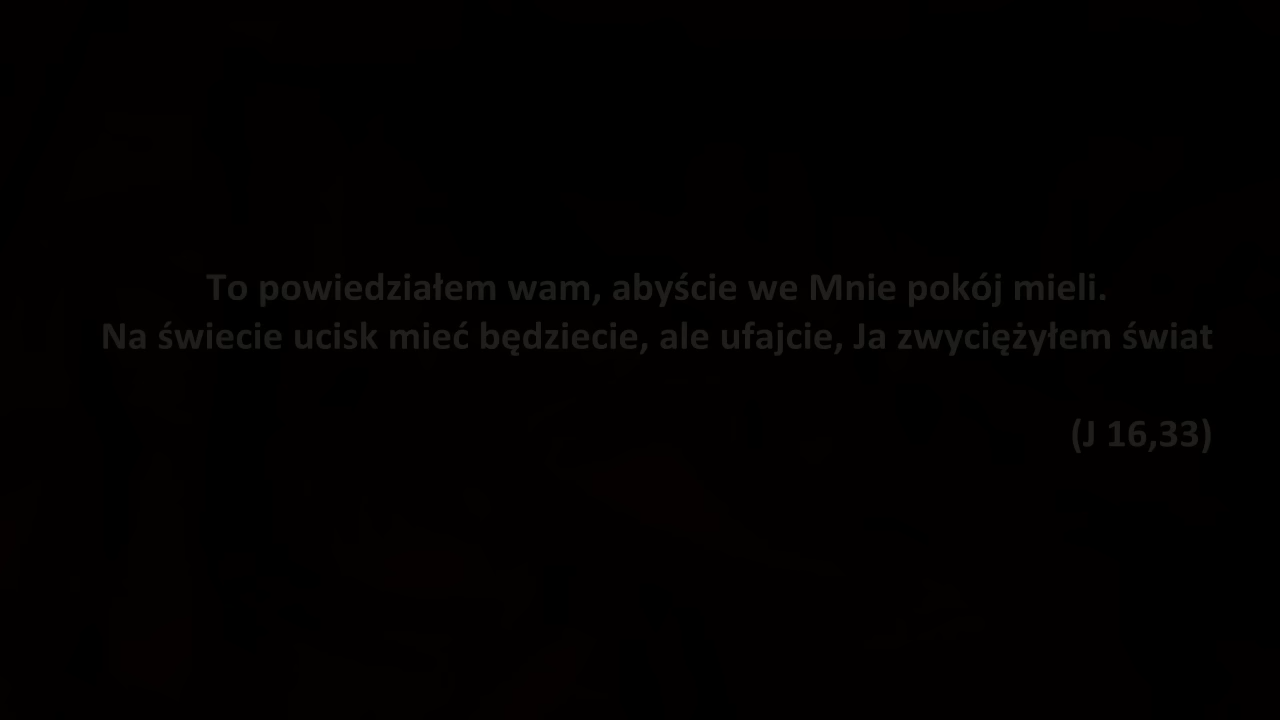 To powiedziałem wam, abyście we Mnie pokój mieli.
Na świecie ucisk mieć będziecie, ale ufajcie, Ja zwyciężyłem świat
(J 16,33)